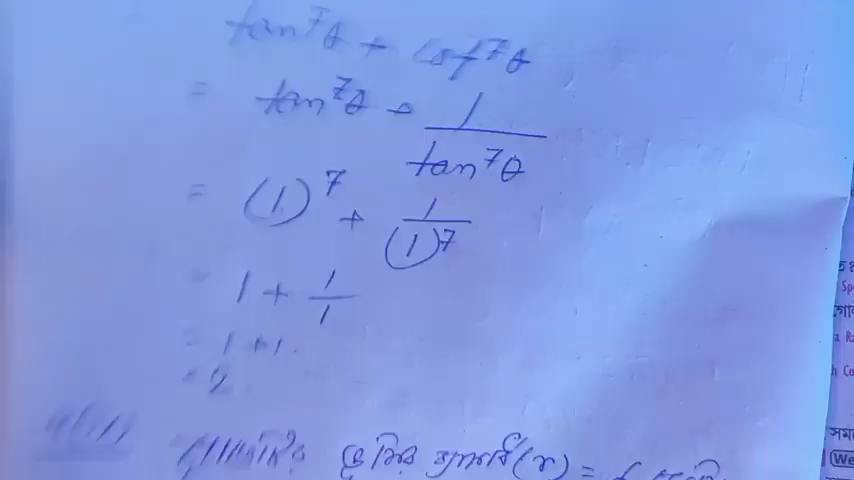 tan⁷θ + cot⁷θ
= tan⁷θ + 1/tan⁷θ
= (1)⁷ + 1/(1)⁷
= 1 + 1/1
= 1 + 1
= 2
ভূমির ব্যাসার্ধ (r) =